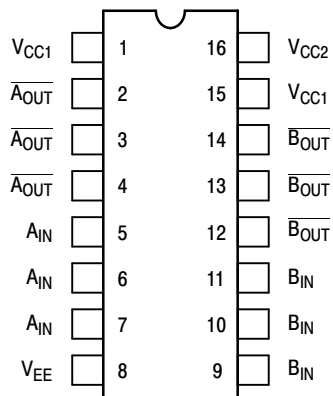 VCC1 1 16 VCC2
AOUT 2 15 VCC1
AOUT 3 14 BOUT
AOUT 4 13 BOUT
AIN 5 12 BOUT
AIN 6 11 BIN
AIN 7 10 BIN
VEE 8 9 BIN